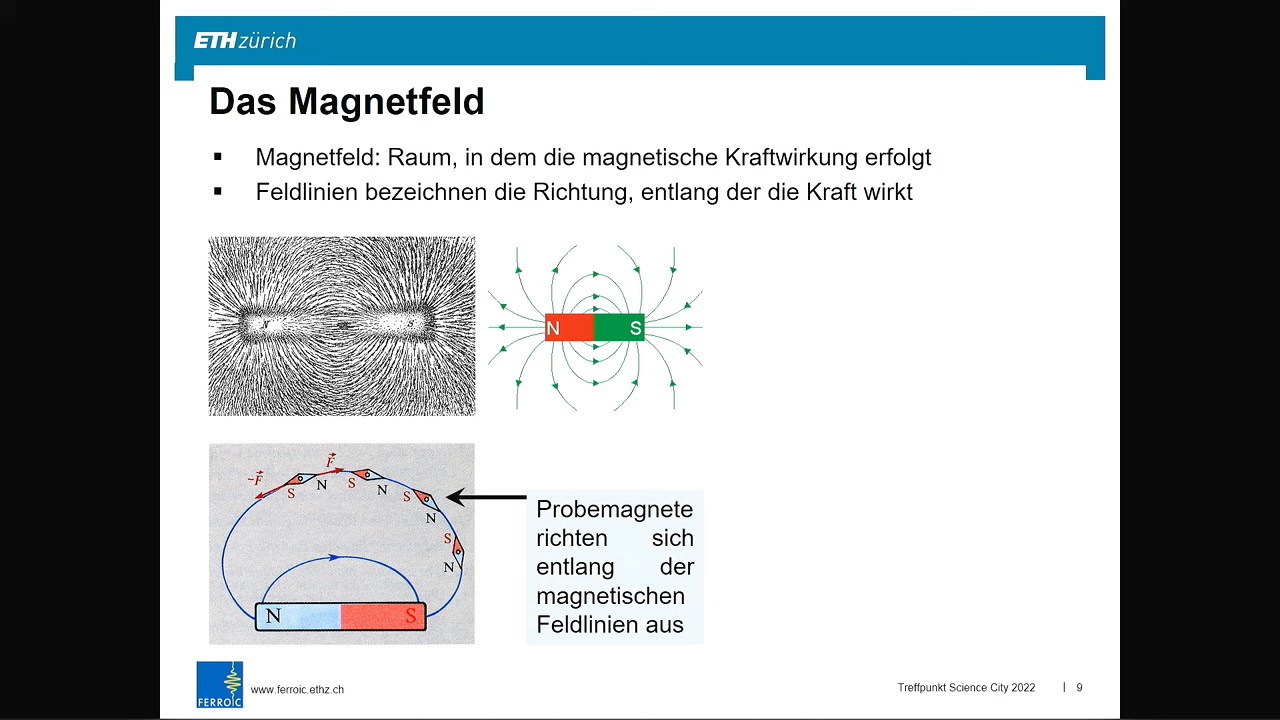 ETH zürich
Das Magnetfeld
▪ Magnetfeld: Raum, in dem die magnetische Kraftwirkung erfolgt
▪ Feldlinien bezeichnen die Richtung, entlang der die Kraft wirkt
N S
N S
-F⃗ F⃗
S N S N
S N
S N
N S
Probemagnete
richten sich
entlang der
magnetischen
Feldlinien aus
FERROIC
www.ferroic.ethz.ch
Treffpunkt Science City 2022 | 9